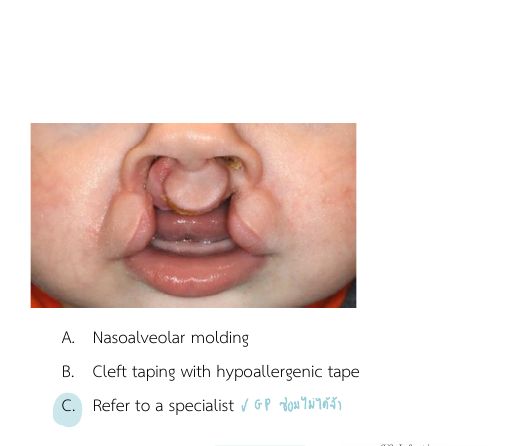 A. Nasoalveolar molding
B. Cleft taping with hypoallergenic tape
C. Refer to a specialist ✓ GP ซ่อมไม่ได้จ้า